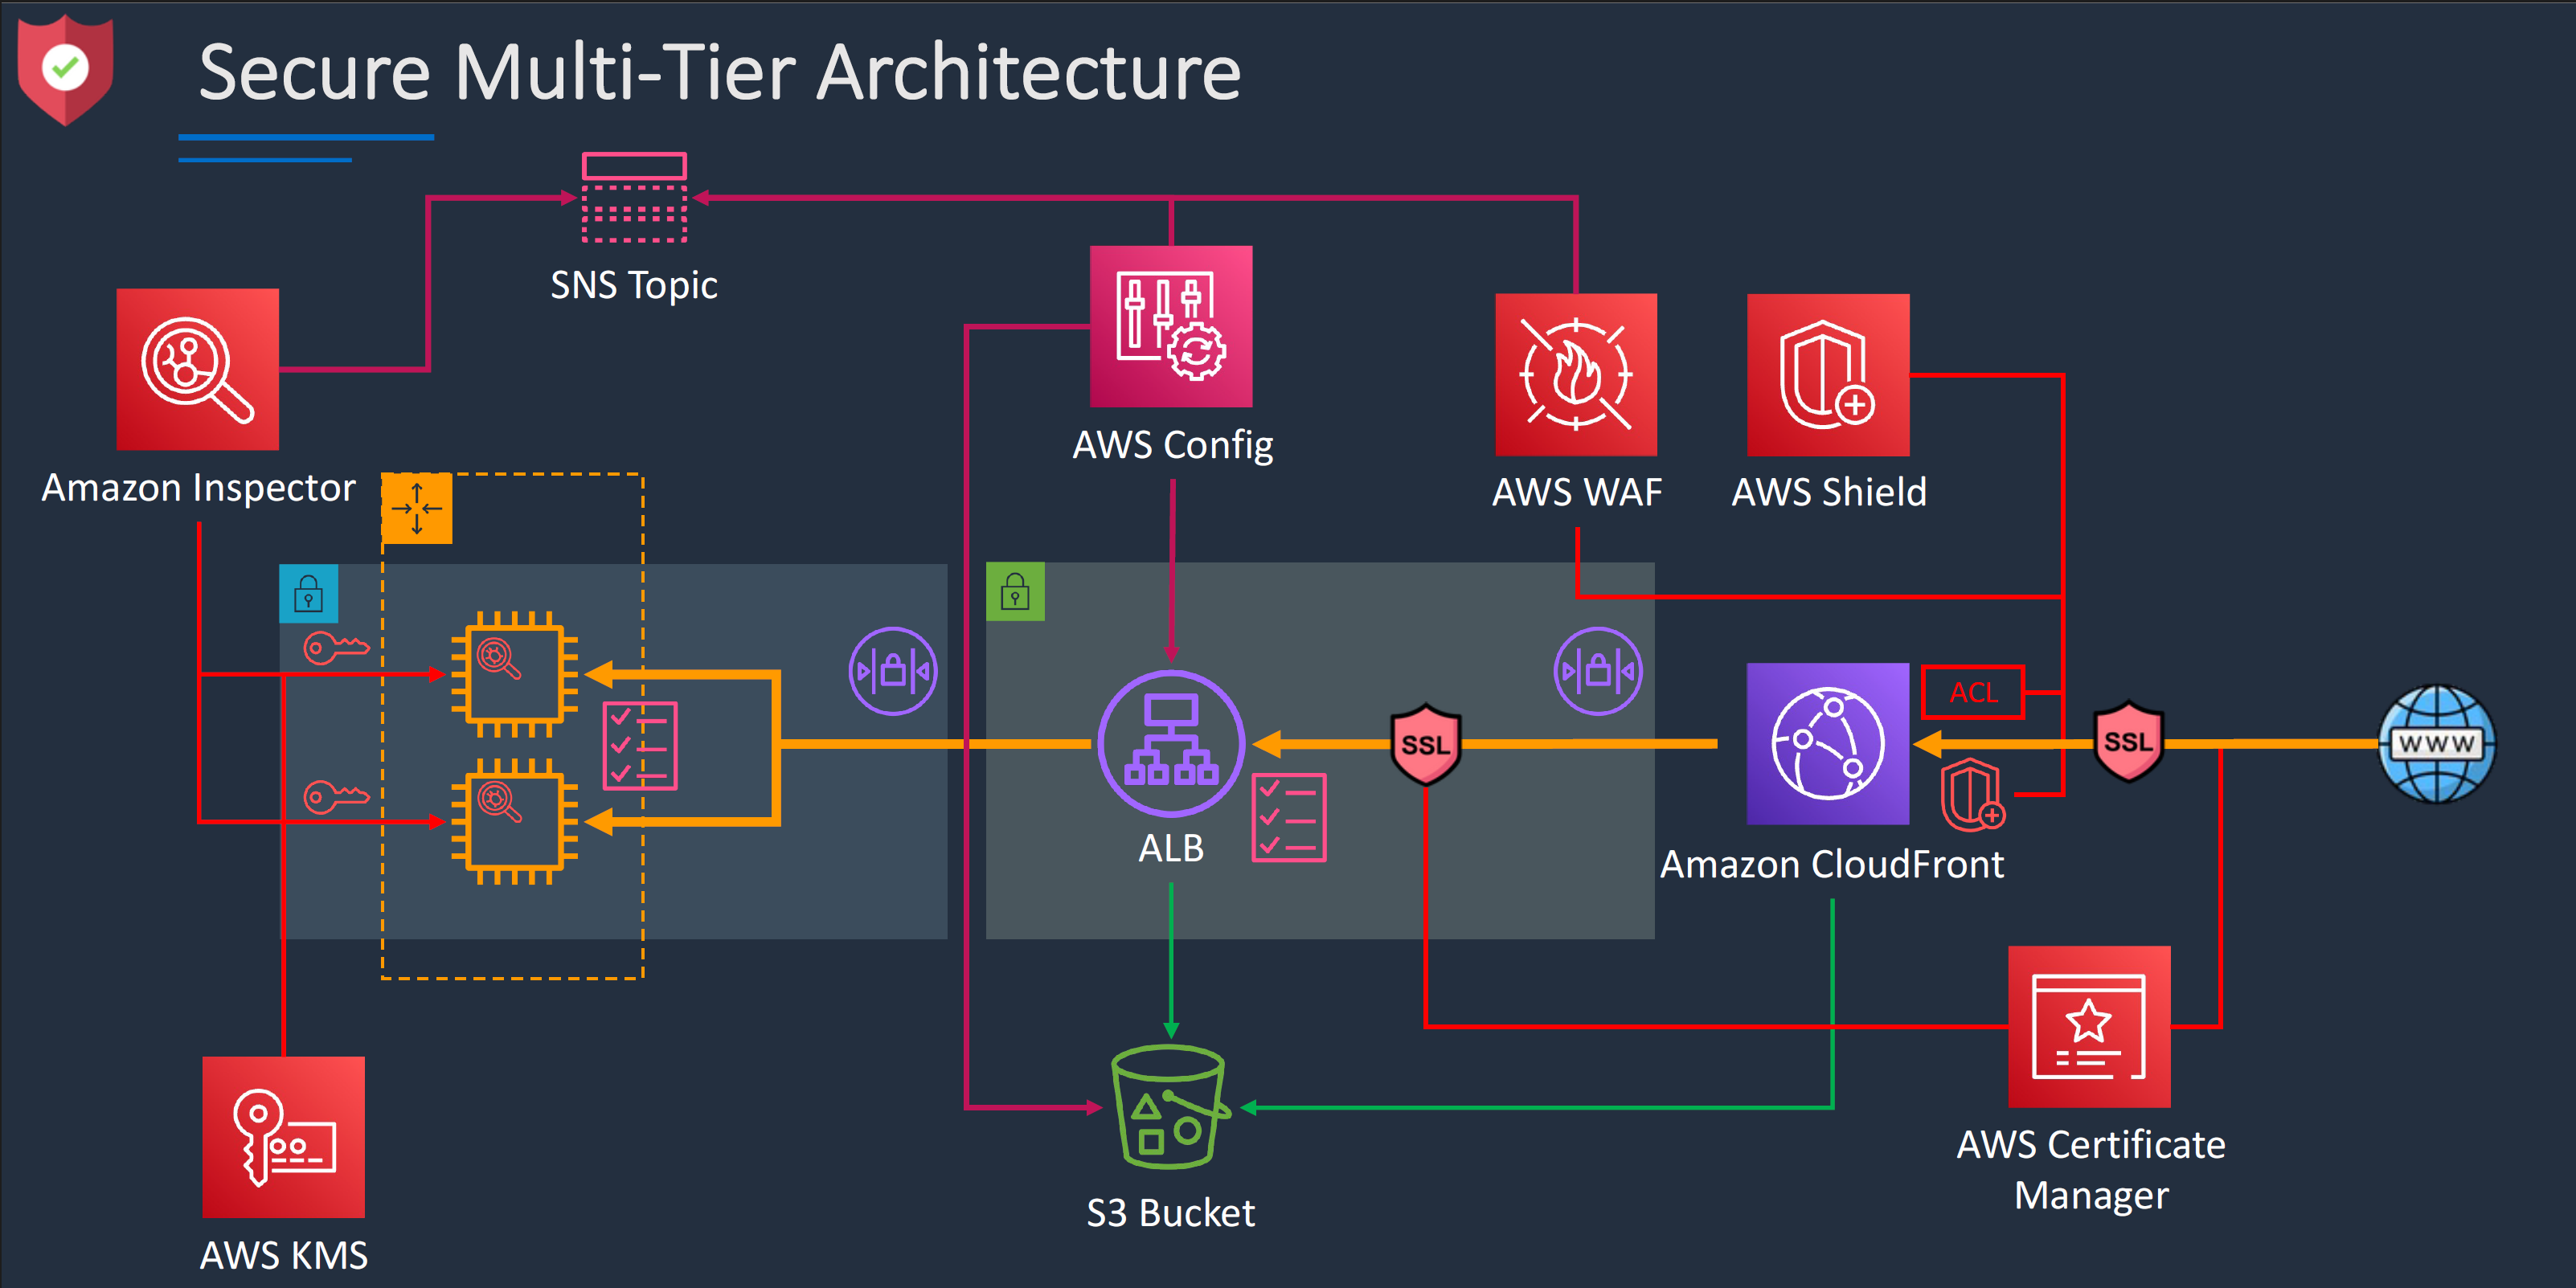 Secure Multi-Tier Architecture
SNS Topic
Amazon Inspector
AWS Config
AWS WAF
AWS Shield
ACL
SSL
SSL
WWW
ALB
Amazon CloudFront
AWS Certificate
Manager
S3 Bucket
AWS KMS